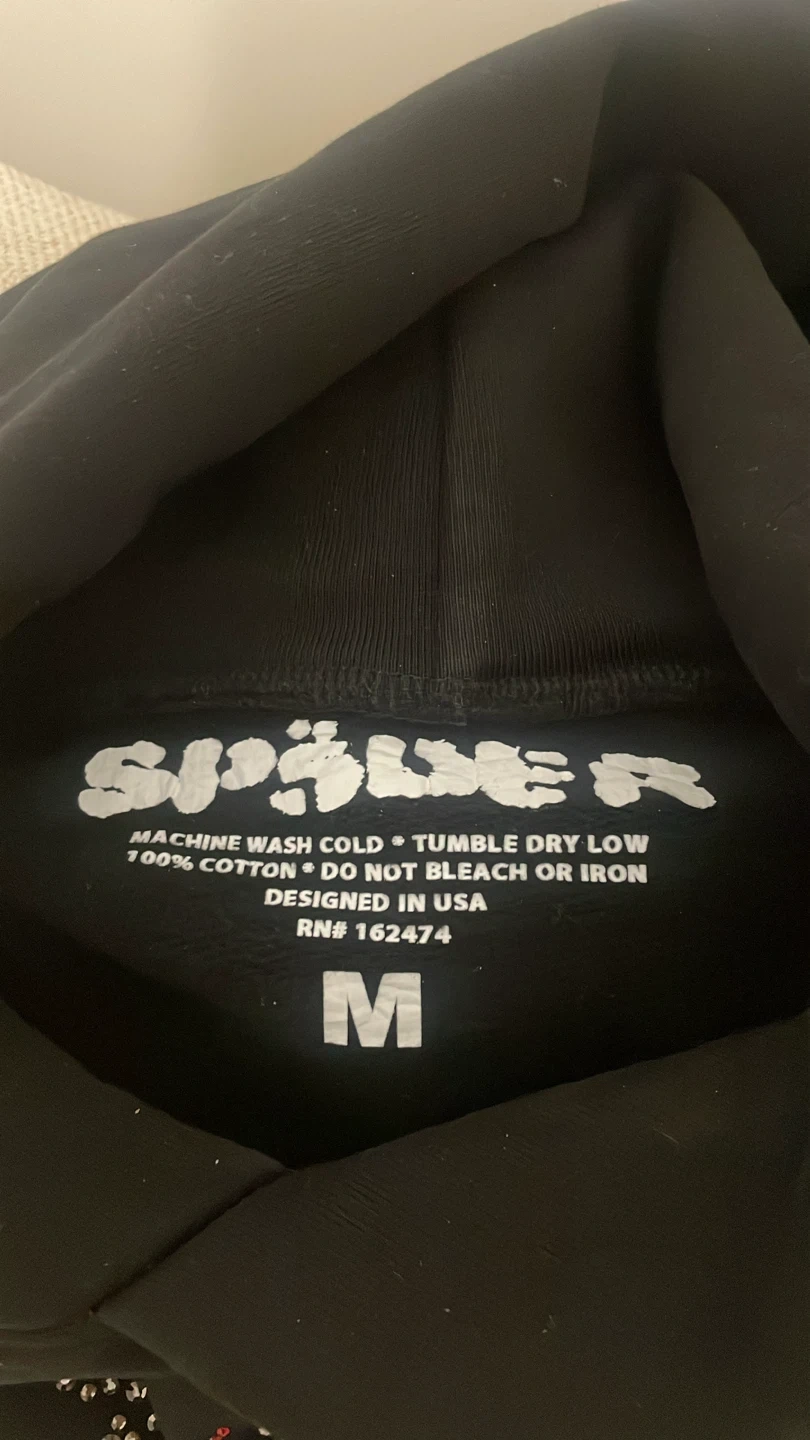 SP5DER
MACHINE WASH COLD * TUMBLE DRY LOW
100% COTTON * DO NOT BLEACH OR IRON
DESIGNED IN USA
RN# 162474
M